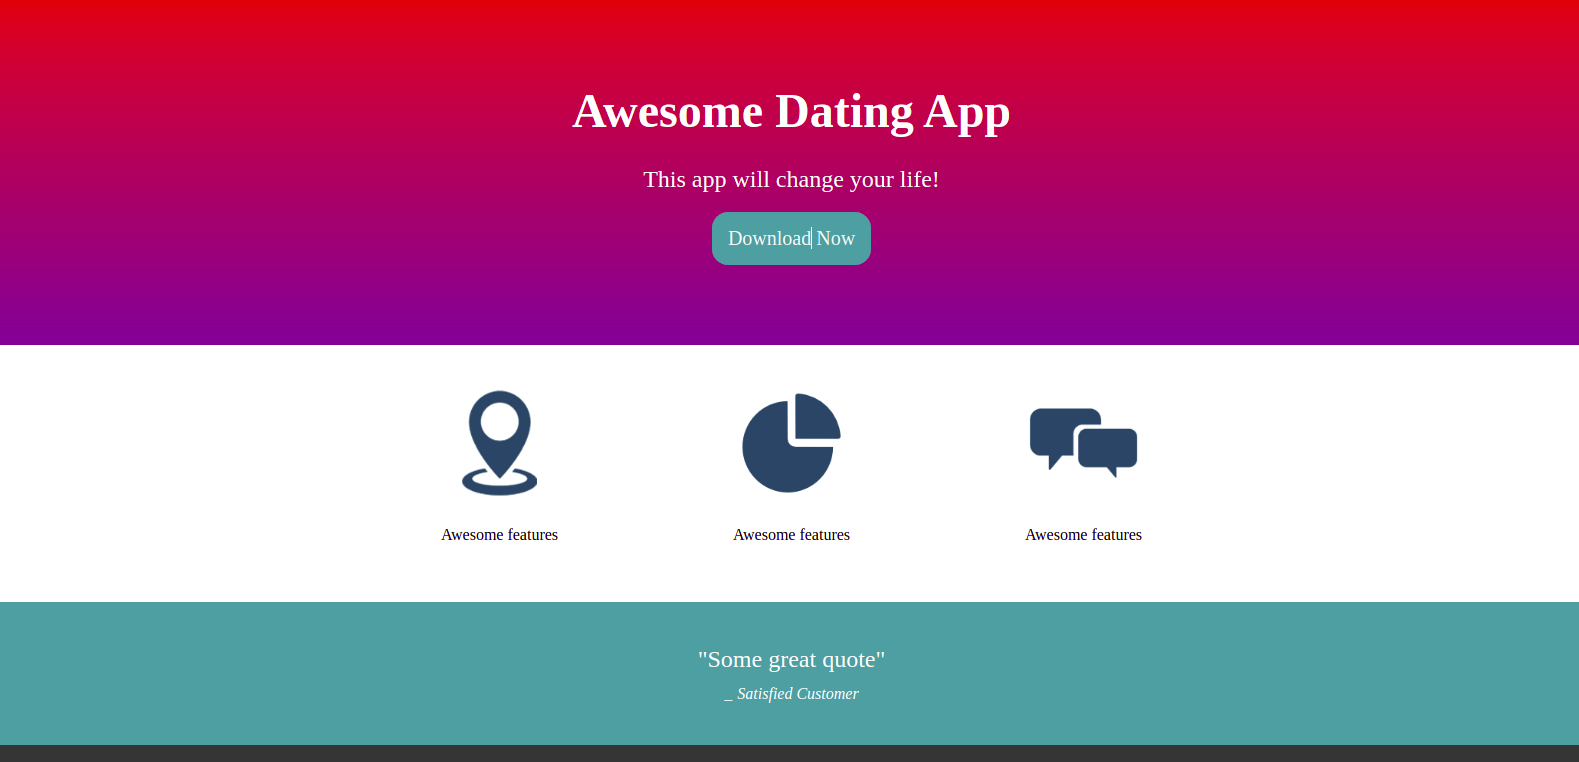 Awesome Dating App
This app will change your life!
Download Now
Awesome features
Awesome features
Awesome features
"Some great quote"
_ Satisfied Customer